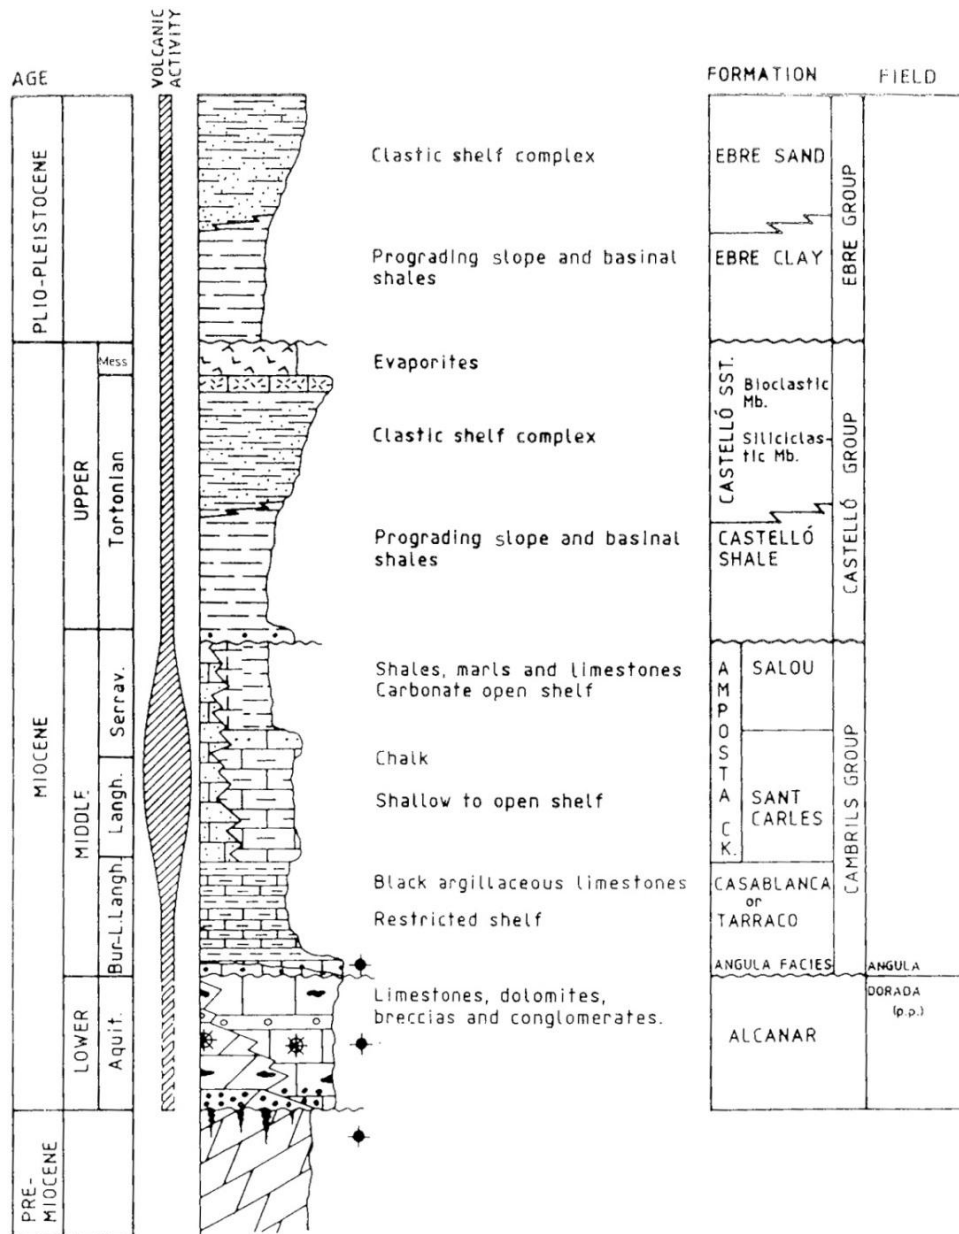 AGE
VOLCANIC
ACTIVITY
FORMATION
FIELD
PLIO-PLEISTOCENE
Clastic shelf complex
EBRE SAND
Prograding slope and basinal
shales
EBRE CLAY
EBRE GROUP
MIOCENE
UPPER
Mess
Evaporites
Tortonian
Clastic shelf complex
Prograding slope and basinal
shales
CASTELLÓ SST.
Bioclastic
Mb.
Siliciclas-
tic Mb.
CASTELLÓ
SHALE
CASTELLÓ GROUP
MIDDLE
Serrav.
Shales, marls and limestones
Carbonate open shelf
AMPOSTA CK.
SALOU
Langh.
Chalk
Shallow to open shelf
SANT
CARLES
Bur-L.Langh.
Black argillaceous limestones
Restricted shelf
CASABLANCA
or
TARRACO
ANGULA FACIES
CAMBRILS GROUP
ANGULA
LOWER
Aquit.
Limestones, dolomites,
breccias and conglomerates.
ALCANAR
DORADA
(p.p.)
PRE-
MIOCENE